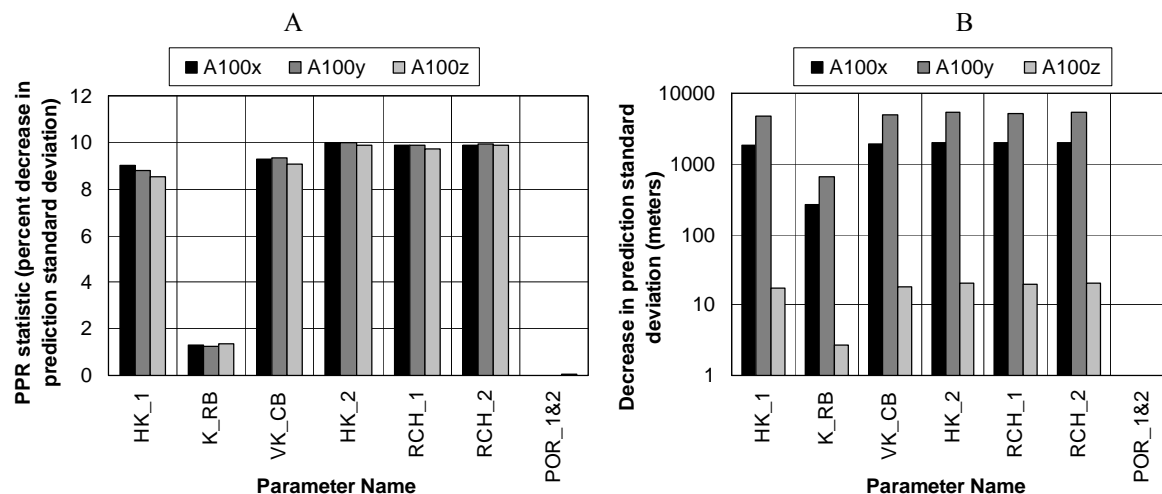 A
A100x A100y A100z
PPR statistic (percent decrease in
prediction standard deviation)
12
10
8
6
4
2
0
HK_1
K_RB
VK_CB
HK_2
RCH_1
RCH_2
POR_1&2
Parameter Name
B
A100x A100y A100z
Decrease in prediction standard
deviation (meters)
10000
1000
100
10
1
HK_1
K_RB
VK_CB
HK_2
RCH_1
RCH_2
POR_1&2
Parameter Name